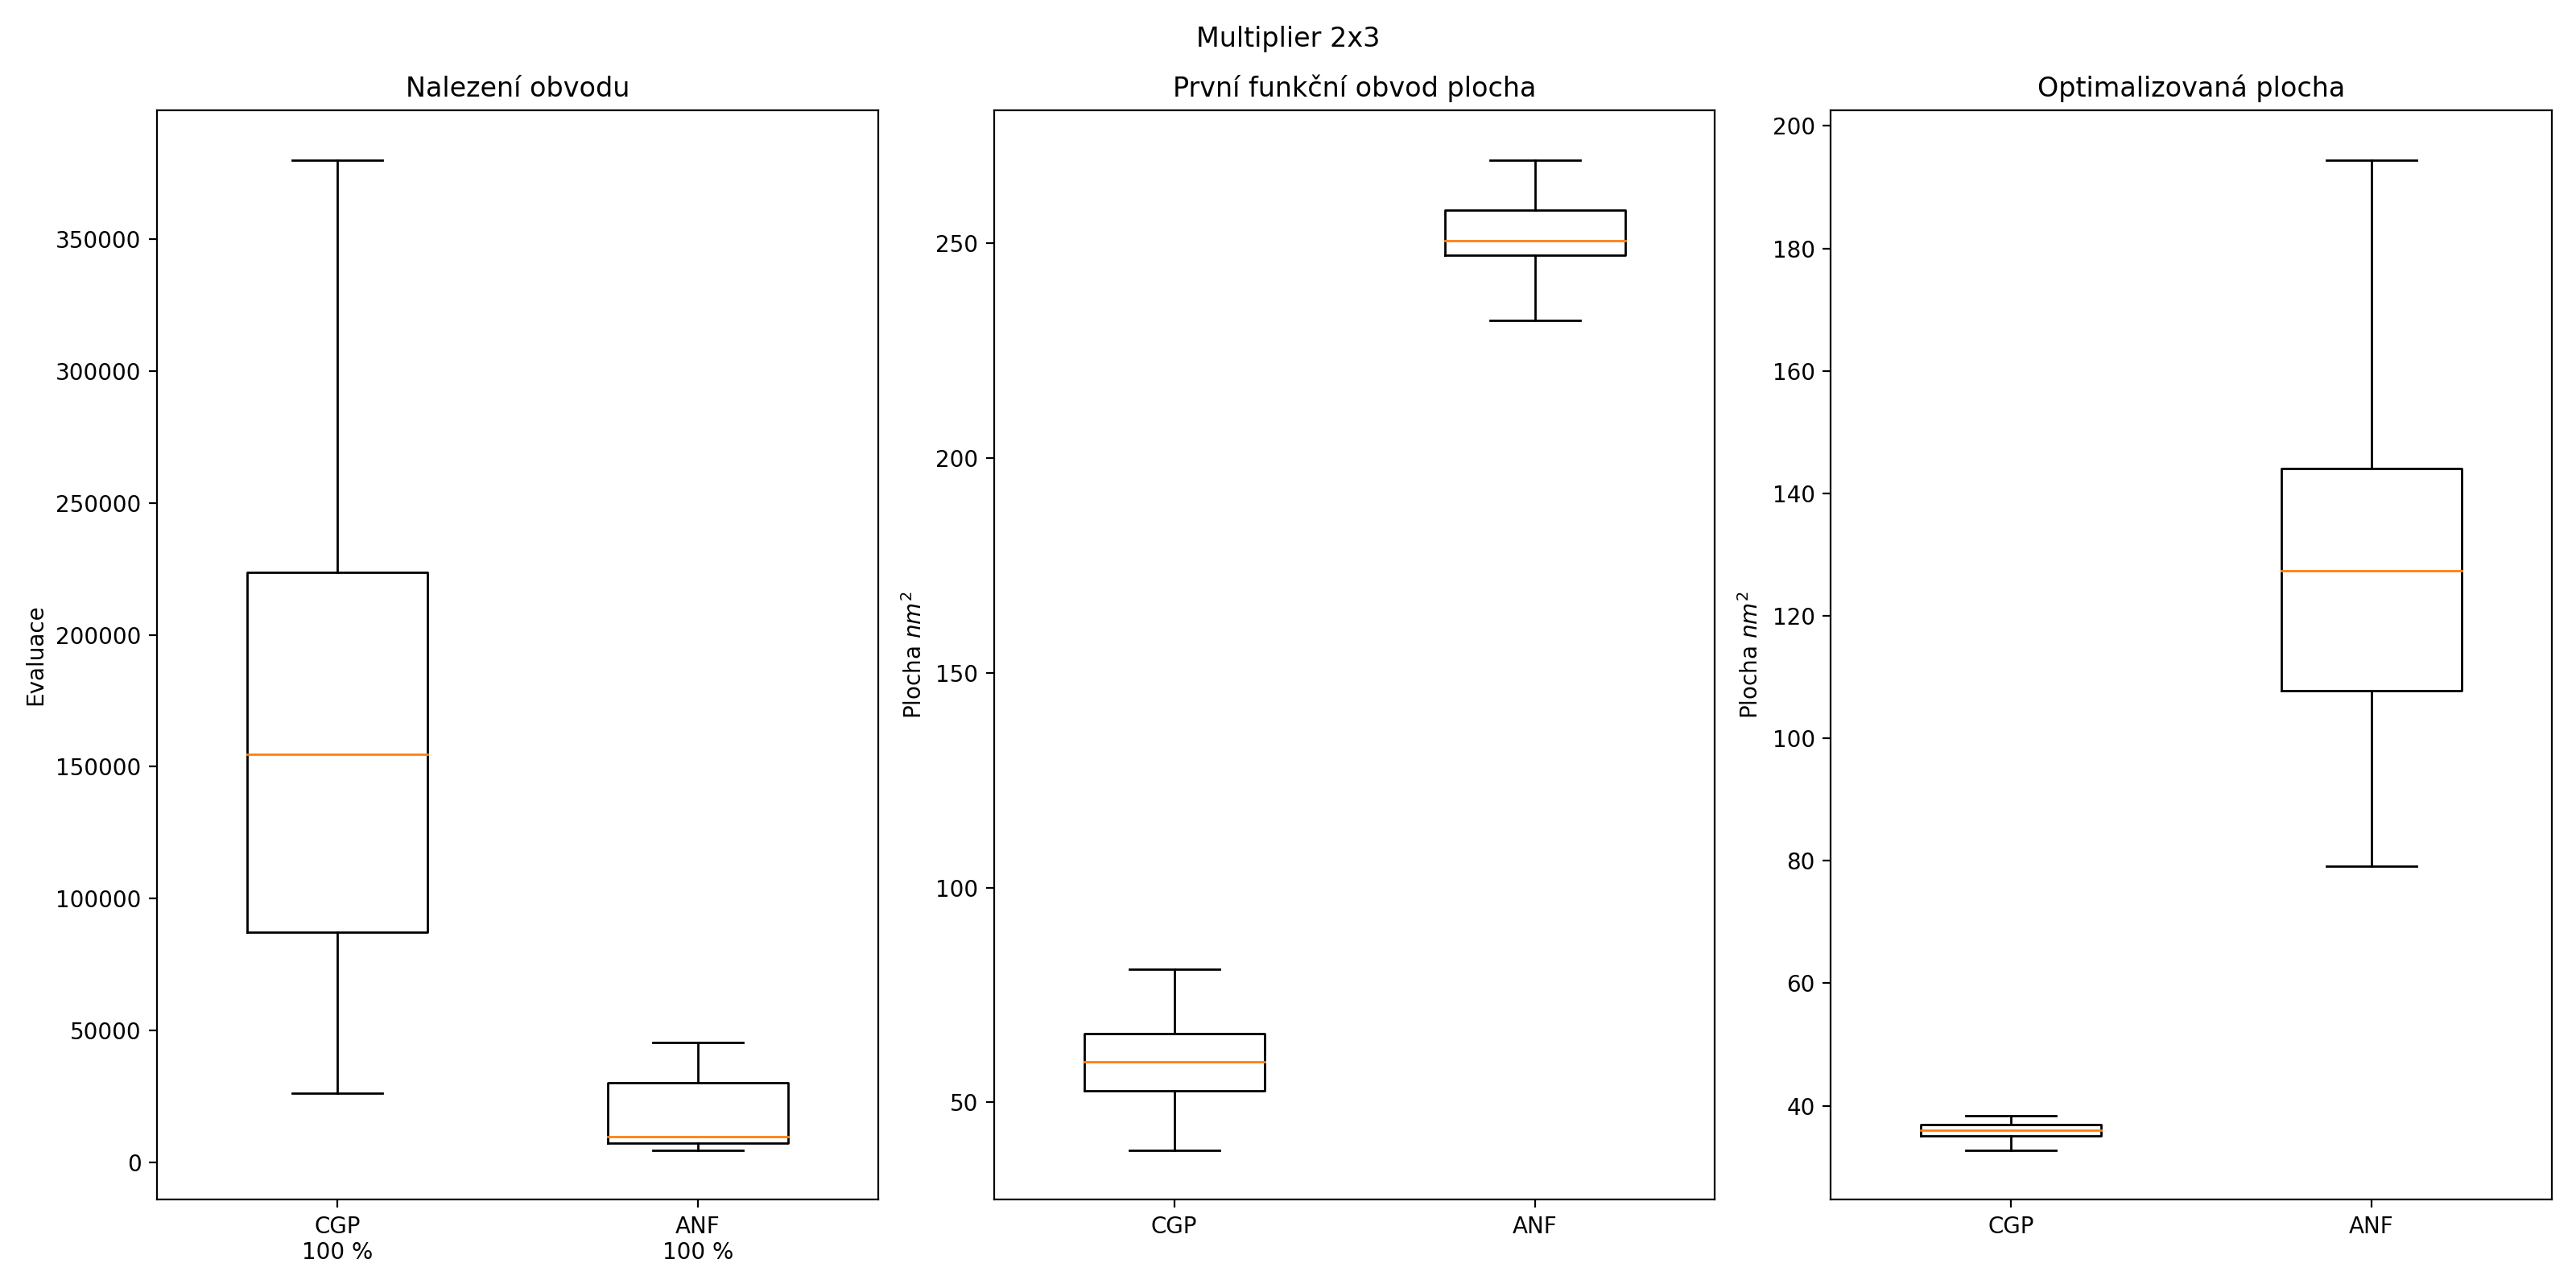 Multiplier 2x3
Nalezení obvodu
Evaluace
350000
300000
250000
200000
150000
100000
50000
0
CGP
100 %
ANF
100 %
První funkční obvod plocha
Plocha nm²
250
200
150
100
50
CGP
ANF
Optimalizovaná plocha
Plocha nm²
200
180
160
140
120
100
80
60
40
CGP
ANF